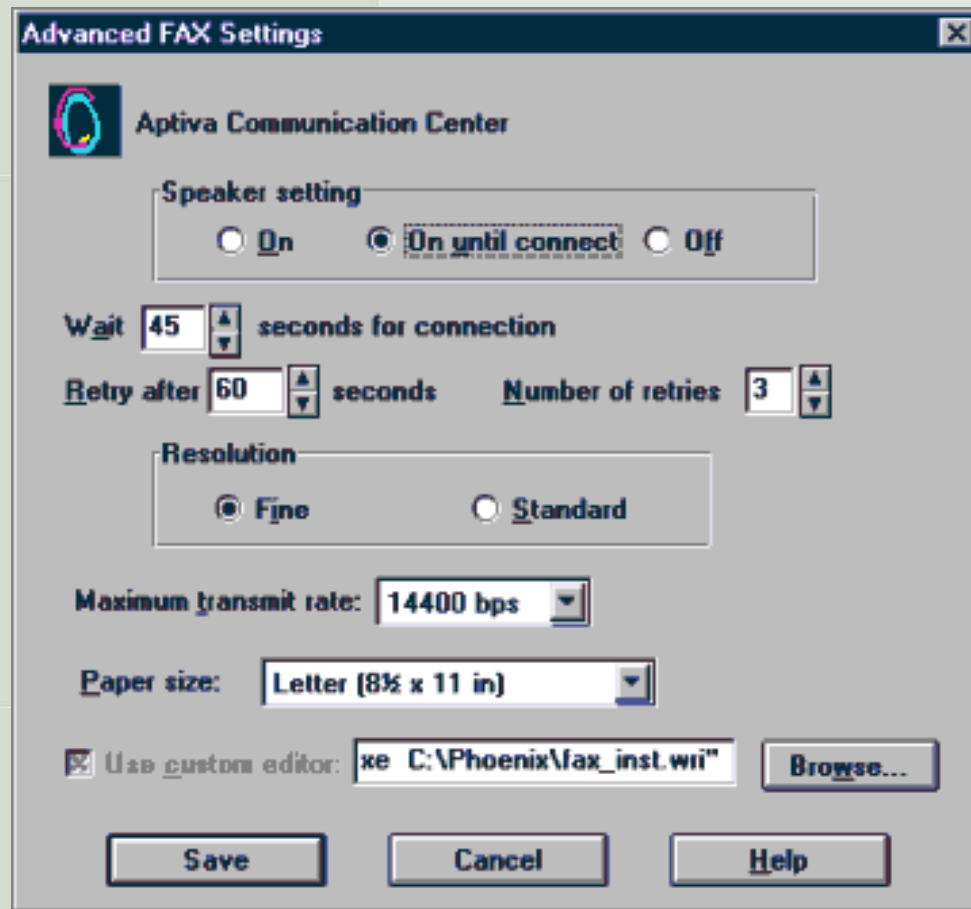 Advanced FAX Settings
Aptiva Communication Center
Speaker setting
On On until connect Off
Wait 45 seconds for connection
Retry after 60 seconds Number of retries 3
Resolution
Fine Standard
Maximum transmit rate: 14400 bps
Paper size: Letter (8½ x 11 in)
Use custom editor: xe C:\Phoenix\fax_inst.wri" Browse...
Save Cancel Help